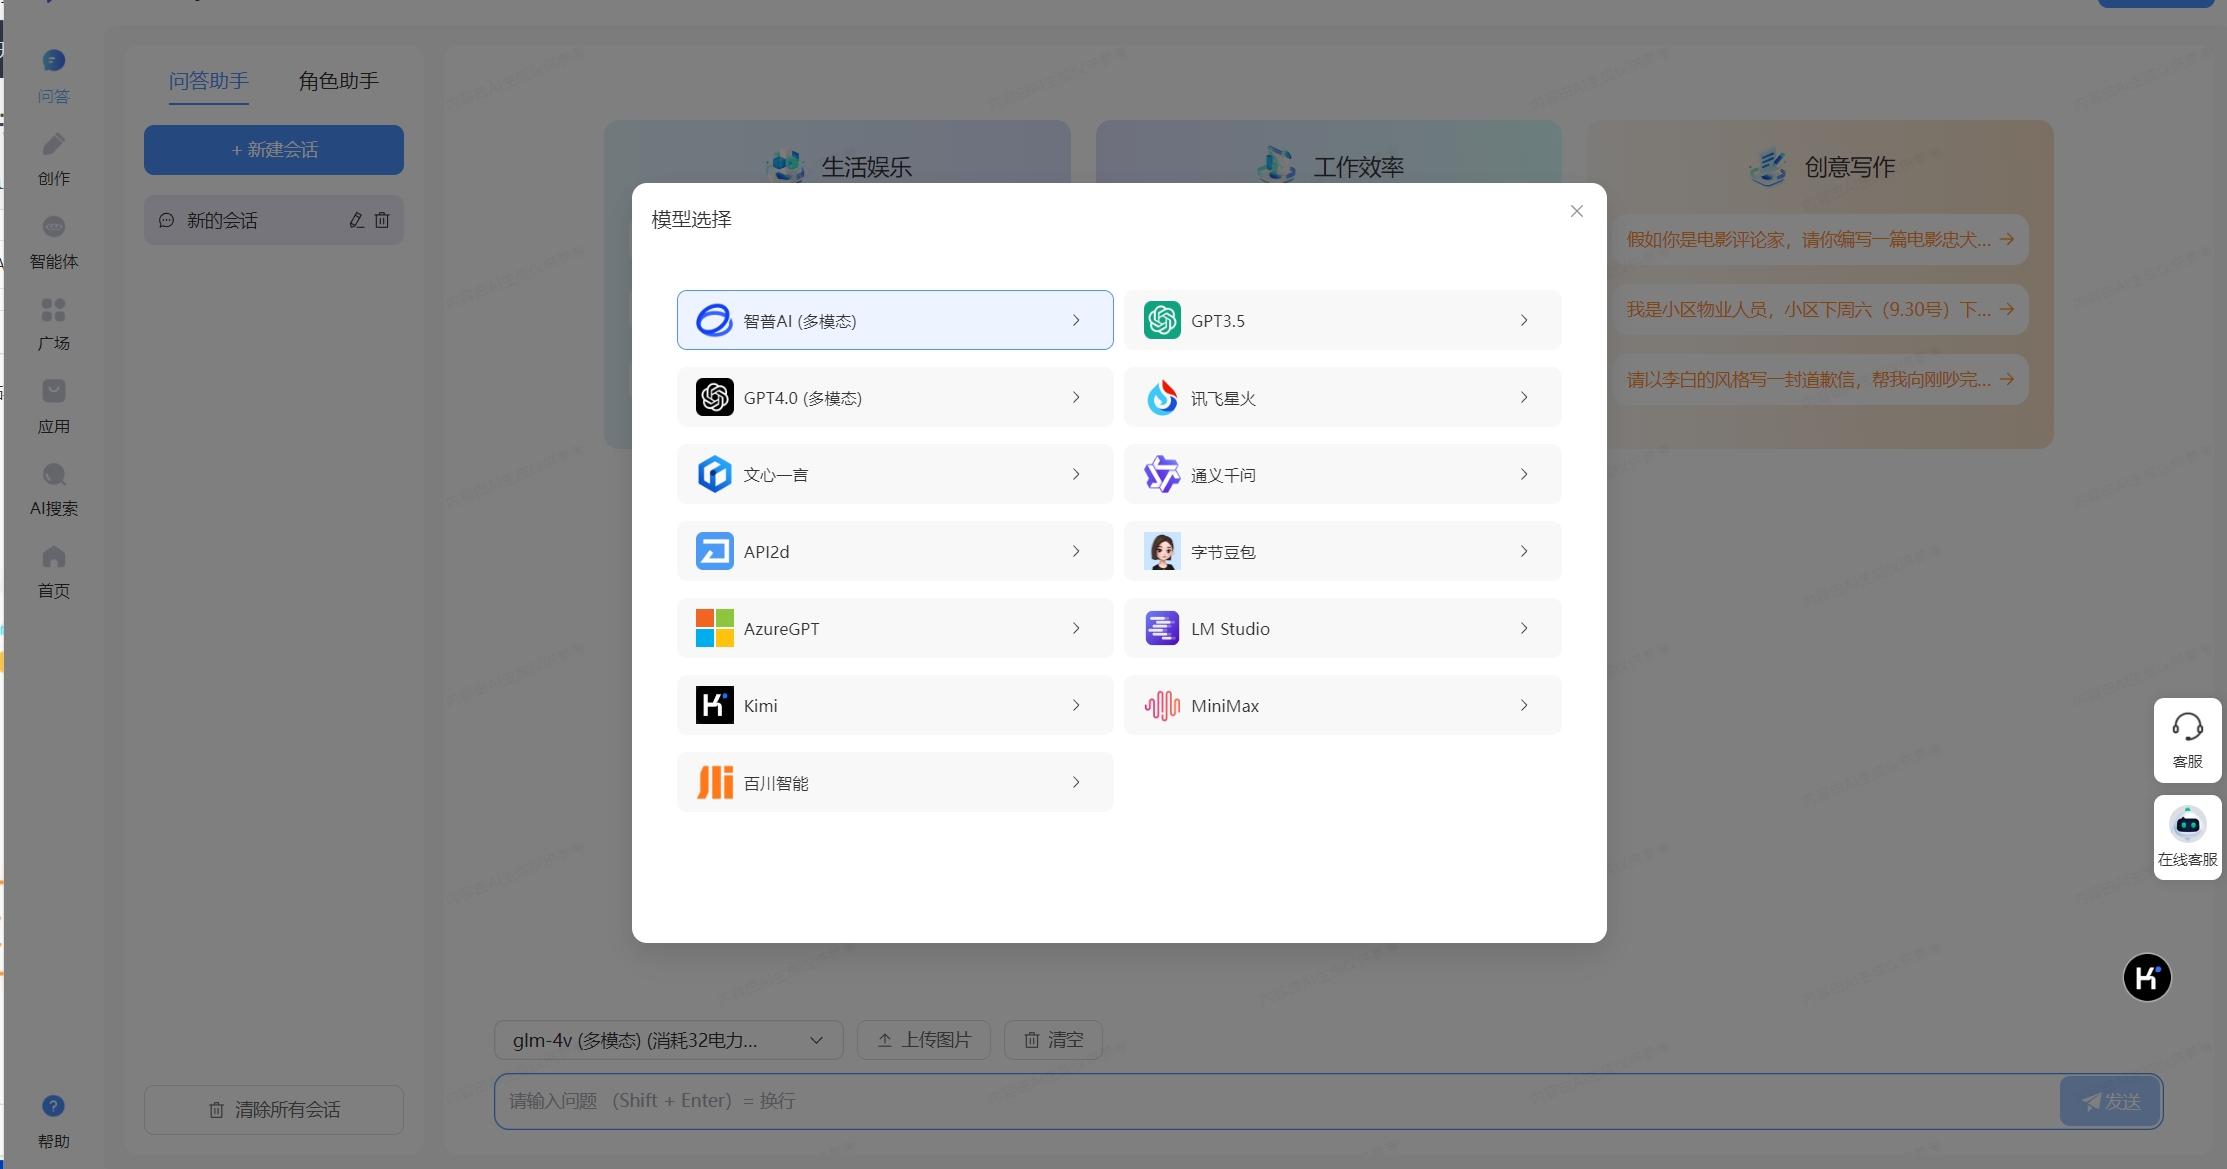 问答
创作
智能体
广场
应用
AI搜索
首页
帮助
问答助手
角色助手
+ 新建会话
新的会话
清除所有会话
生活娱乐
工作效率
创意写作
假如你是电影评论家，请你编写一篇电影忠犬...
我是小区物业人员，小区下周六（9.30号）下...
请以李白的风格写一封道歉信，帮我向刚吵完...
模型选择
智普AI (多模态)
GPT3.5
GPT4.0 (多模态)
讯飞星火
文心一言
通义千问
API2d
字节豆包
AzureGPT
LM Studio
Kimi
MiniMax
百川智能
客服
在线客服
glm-4v (多模态) (消耗32电力...
上传图片
清空
请输入问题 （Shift + Enter）= 换行
发送